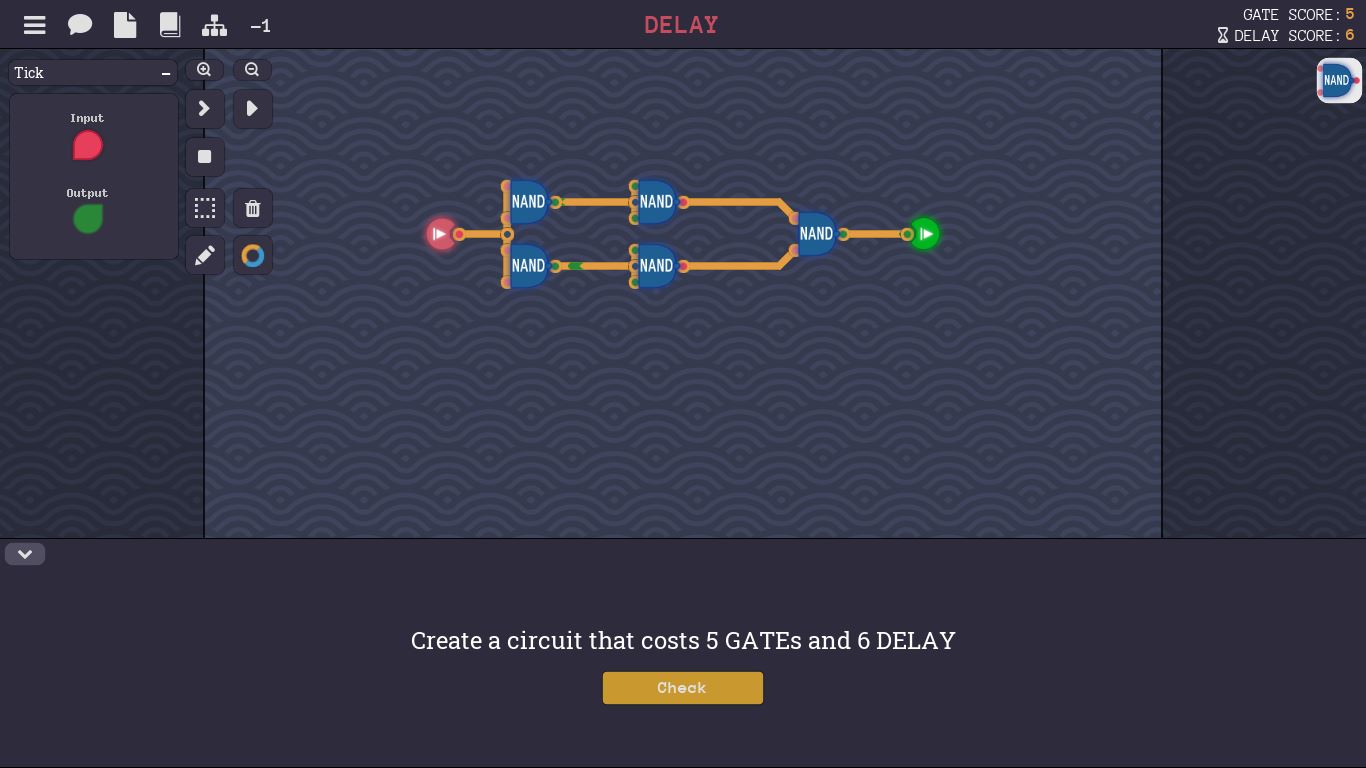 −1
DELAY
GATE SCORE: 5
DELAY SCORE: 6
Tick
Input
Output
NAND
NAND
NAND
NAND
NAND
NAND
Create a circuit that costs 5 GATEs and 6 DELAY
Check